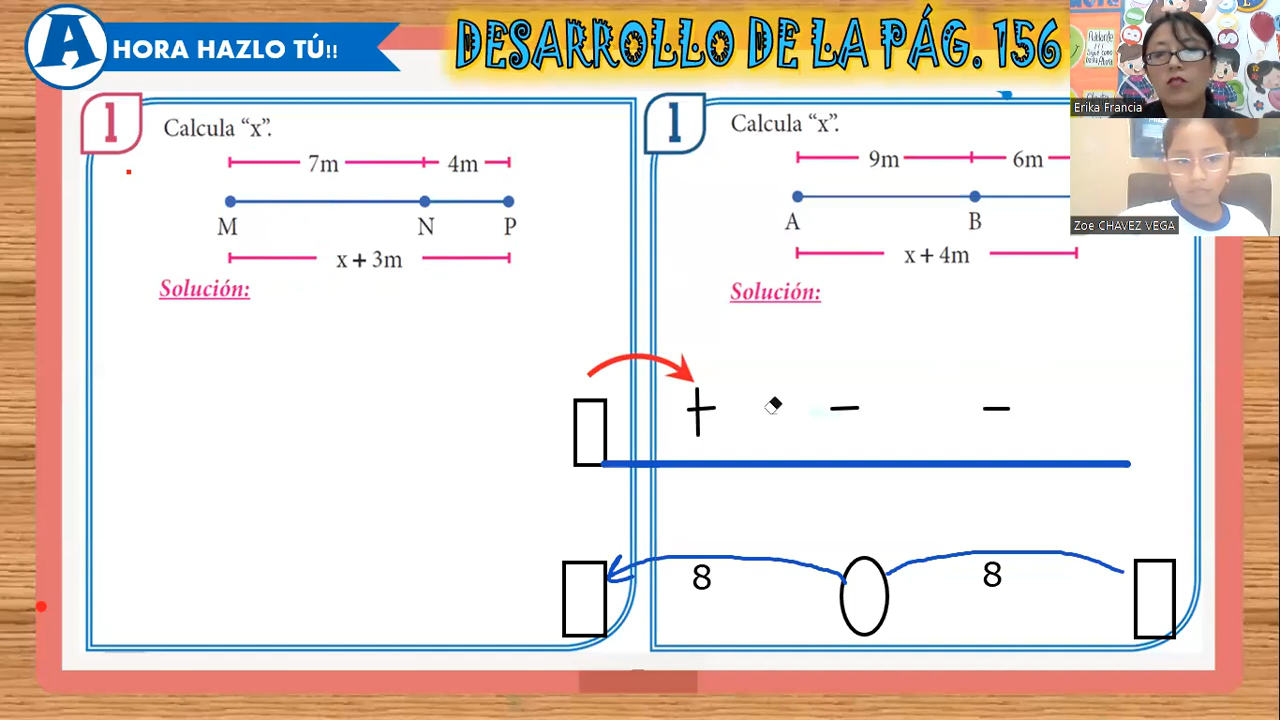 AHORA HAZLO TÚ!!
DESARROLLO DE LA PÁG. 156
Erika Francia
Zoe CHAVEZ VEGA
1
Calcula “x”.
7m 4m
M N P
x + 3m
Solución:
1
Calcula “x”.
9m 6m
A B
x + 4m
Solución:
+ − −
8 8